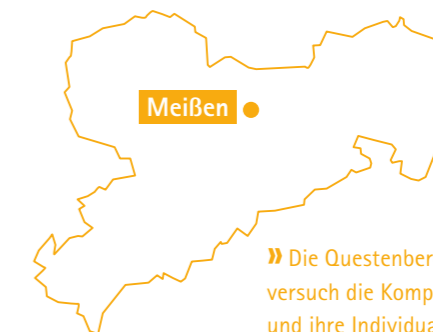 Meißen
» Die Questenber
versuch die Komp
und ihre Individua